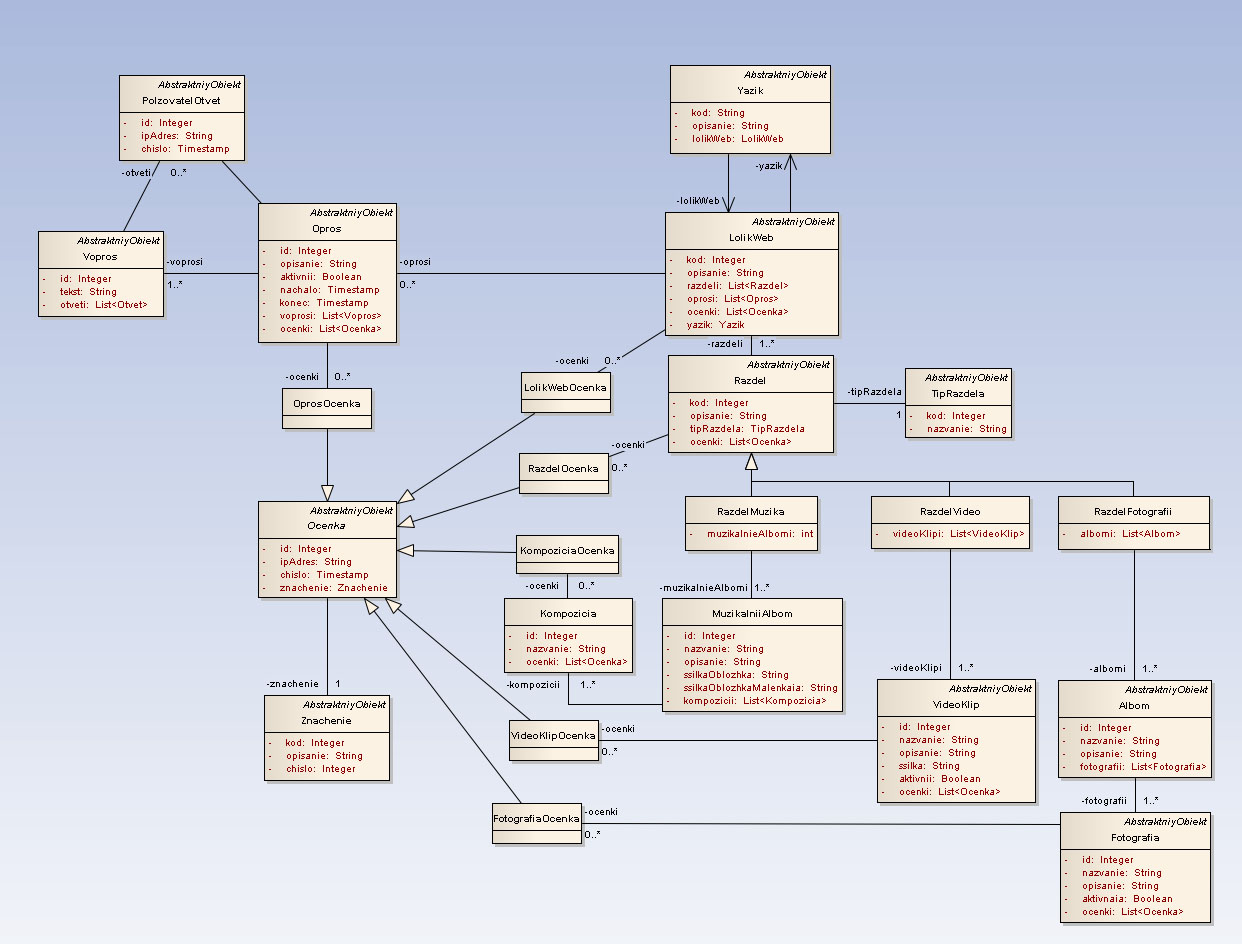 AbstraktniyObiekt
PolzovatelOtvet
- id: Integer
- ipAdres: String
- chislo: Timestamp
-otveti
0..*
AbstraktniyObiekt
Vopros
- id: Integer
- tekst: String
- otveti: List<Otvet>
-voprosi
1..*
AbstraktniyObiekt
Opros
- id: Integer
- opisanie: String
- aktivnii: Boolean
- nachalo: Timestamp
- konec: Timestamp
- voprosi: List<Vopros>
- ocenki: List<Ocenka>
-oprosi
0..*
AbstraktniyObiekt
Yazik
- kod: String
- opisanie: String
- lolikWeb: LolikWeb
-yazik
-lolikWeb
AbstraktniyObiekt
LolikWeb
- kod: Integer
- opisanie: String
- razdeli: List<Razdel>
- oprosi: List<Opros>
- ocenki: List<Ocenka>
- yazik: Yazik
-razdeli
1..*
-ocenki
0..*
LolikWebOcenka
-ocenki
0..*
OprosOcenka
AbstraktniyObiekt
Razdel
- kod: Integer
- opisanie: String
- tipRazdela: TipRazdela
- ocenki: List<Ocenka>
-tipRazdela
1
AbstraktniyObiekt
TipRazdela
- kod: Integer
- nazvanie: String
-ocenki
0..*
RazdelOcenka
AbstraktniyObiekt
Ocenka
- id: Integer
- ipAdres: String
- chislo: Timestamp
- znachenie: Znachenie
RazdelMuzika
- muzikalnieAlbomi: int
RazdelVideo
- videoKlipi: List<VideoKlip>
RazdelFotografii
- albomi: List<Albom>
KompoziciaOcenka
-ocenki
0..*
Kompozicia
- id: Integer
- nazvanie: String
- ocenki: List<Ocenka>
-kompozicii
1..*
-muzikalnieAlbomi
1..*
MuzikalniiAlbom
- id: Integer
- nazvanie: String
- opisanie: String
- ssilkaOblozhka: String
- ssilkaOblozhkaMalenkaia: String
- kompozicii: List<Kompozicia>
-znachenie
1
AbstraktniyObiekt
Znachenie
- kod: Integer
- opisanie: String
- chislo: Integer
VideoKlipOcenka
-ocenki
0..*
-videoKlipi
1..*
AbstraktniyObiekt
VideoKlip
- id: Integer
- nazvanie: String
- opisanie: String
- ssilka: String
- aktivnii: Boolean
- ocenki: List<Ocenka>
-albomi
1..*
AbstraktniyObiekt
Albom
- id: Integer
- nazvanie: String
- opisanie: String
- fotografii: List<Fotografia>
-fotografii
1..*
FotografiaOcenka
-ocenki
0..*
AbstraktniyObiekt
Fotografia
- id: Integer
- nazvanie: String
- opisanie: String
- aktivnaia: Boolean
- ocenki: List<Ocenka>